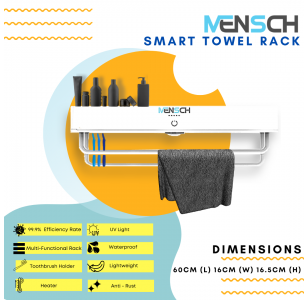 MENSCH
SMART TOWEL RACK
MENSCH
99.9% Efficiency Rate
UV Light
Multi-Functional Rack
Waterproof
Toothbrush Holder
Lightweight
Heater
Anti - Rust
UV
DIMENSIONS
60CM (L) 16CM (W) 16.5CM (H)